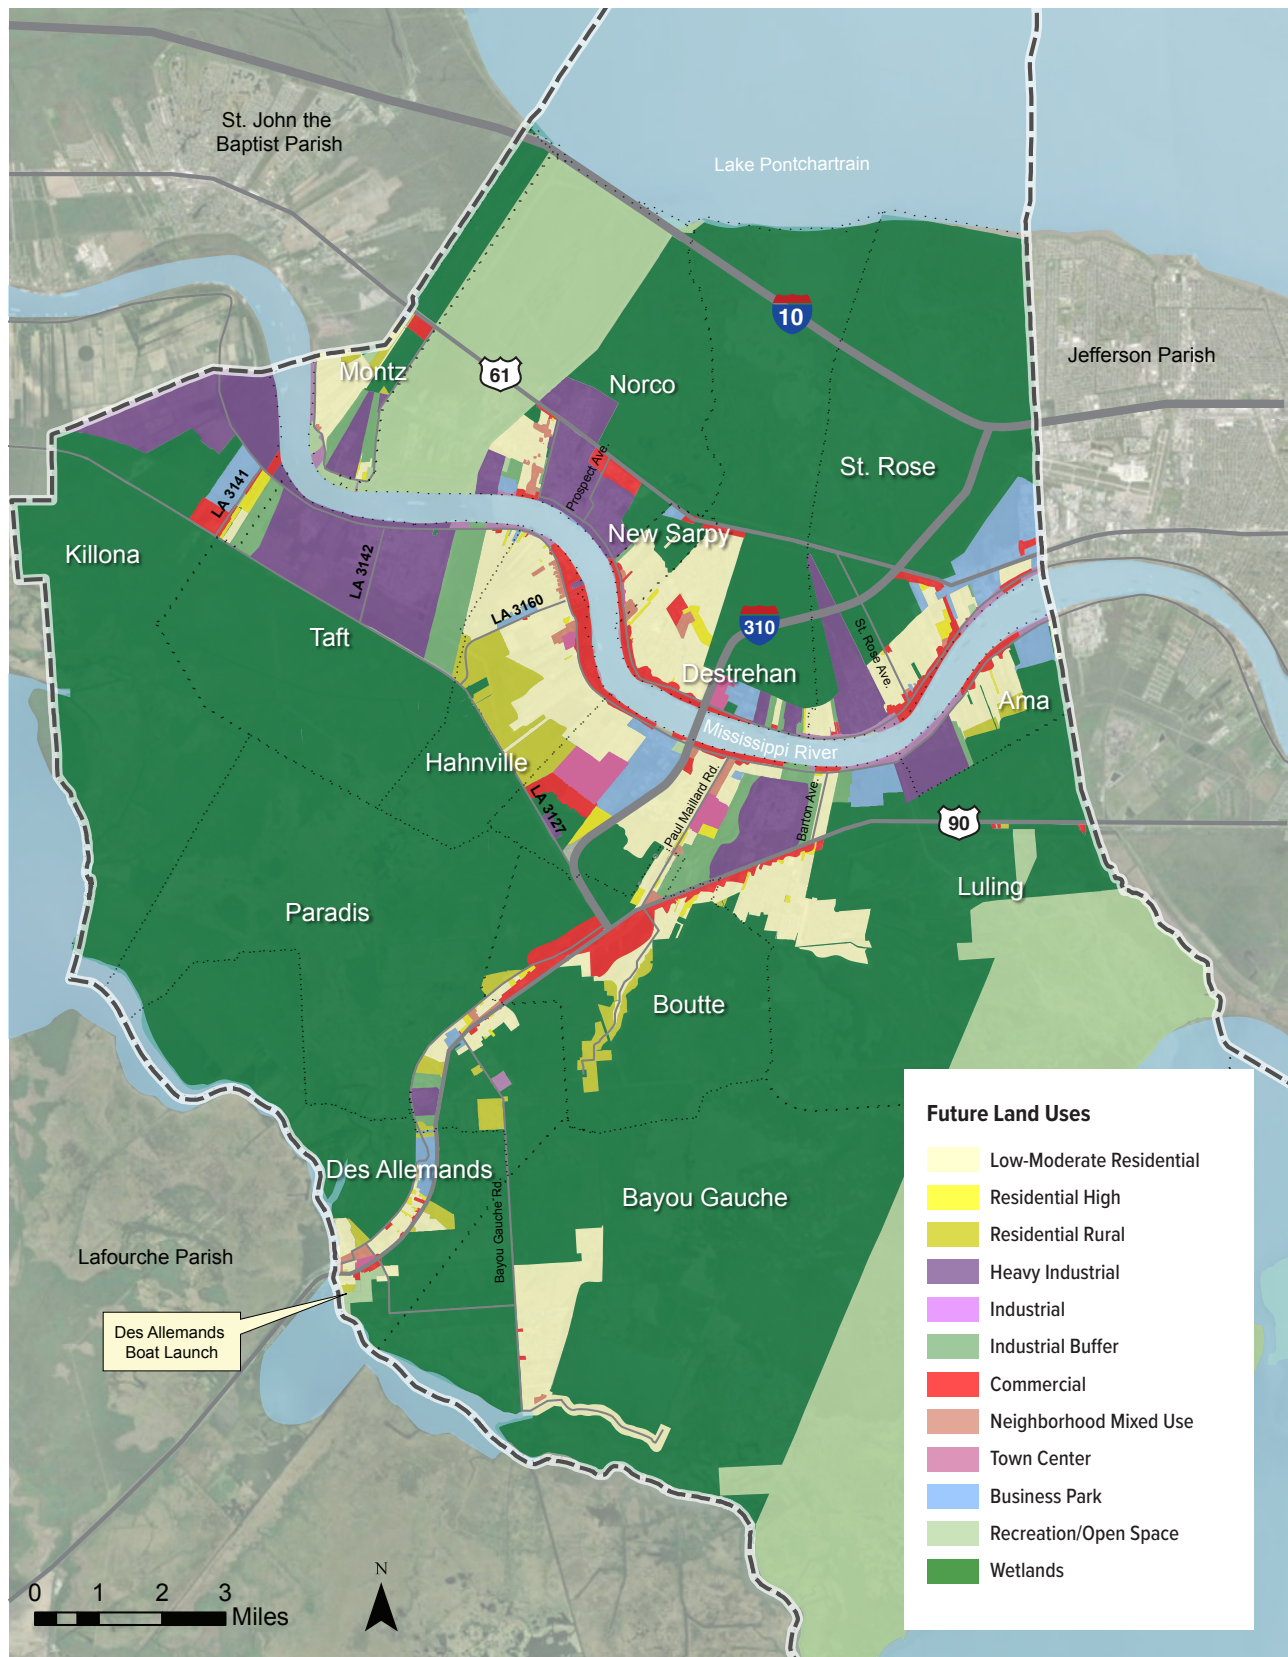 St. John the
Baptist Parish
Lake Pontchartrain
10
Jefferson Parish
61
Montz
Norco
St. Rose
LA 3141
Prospect Ave.
New Sarpy
Killona
LA 3142
LA 3160
310
Taft
St. Rose Ave.
Destrehan
Ama
Mississippi River
Hahnville
LA 3127
Paul Maillard Rd.
Barton Ave.
90
Luling
Paradis
Boutte
Des Allemands
Bayou Gauche Rd.
Bayou Gauche
Lafourche Parish
Des Allemands
Boat Launch
Future Land Uses
Low-Moderate Residential
Residential High
Residential Rural
Heavy Industrial
Industrial
Industrial Buffer
Commercial
Neighborhood Mixed Use
Town Center
Business Park
Recreation/Open Space
Wetlands
N
0 1 2 3
Miles